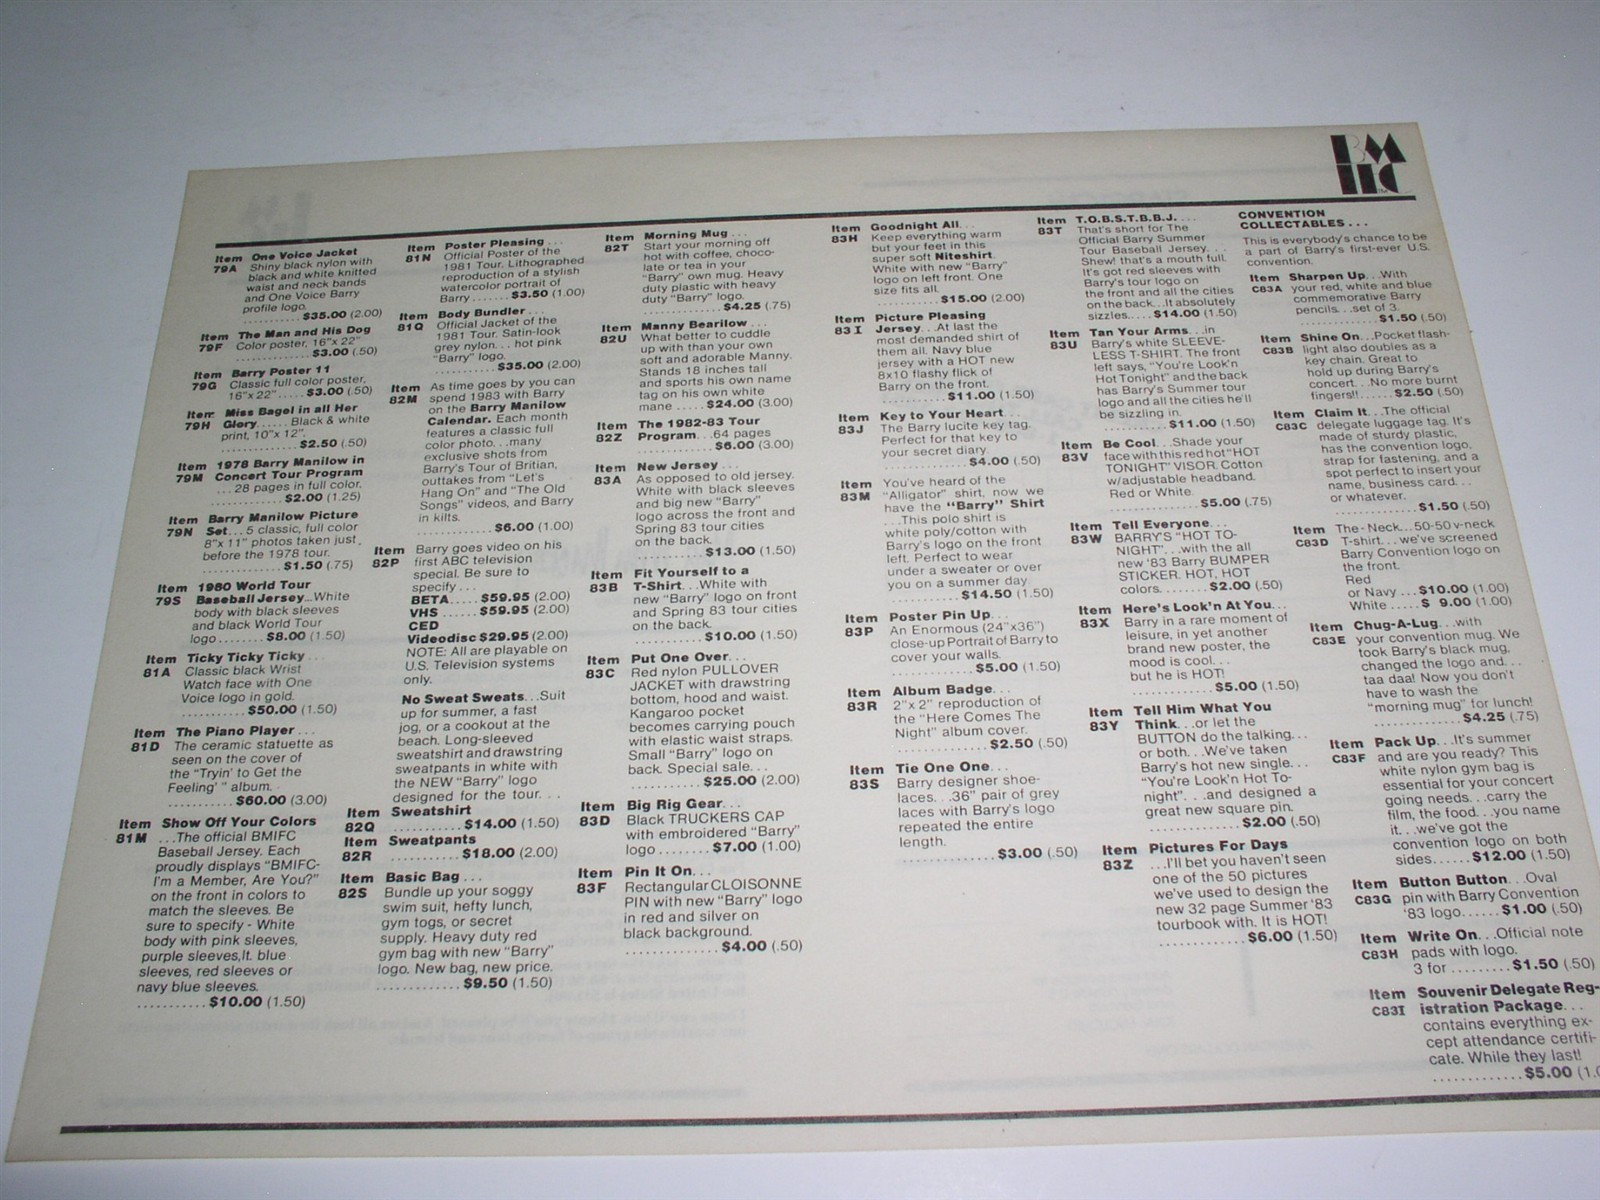 BM
IFC
Item One Voice Jacket
79A Shiny black nylon with
black and white knitted
waist and neck bands
and One Voice Barry
profile logo.
............$35.00 (2.00)
Item The Man and His Dog
79F Color poster, 16"x 22"
............$3.00 (.50)
Item Barry Poster 11
79G Classic full color poster,
16"x 22".......$3.00 (.50)
Item Miss Bagel in all Her
79H Glory...... Black & white
print, 10"x 12".
............$2.50 (.50)
Item 1978 Barry Manilow in
79M Concert Tour Program
...28 pages in full color.
............$2.00 (1.25)
Item Barry Manilow Picture
79N Set...5 classic, full color
8"x 11" photos taken just
before the 1978 tour.
............$1.50 (.75)
Item 1980 World Tour
79S Baseball Jersey...White
body with black sleeves
and black World Tour
logo........$8.00 (1.50)
Item Ticky Ticky Ticky...
81A Classic black Wrist
Watch face with One
Voice logo in gold.
............$50.00 (1.50)
Item The Piano Player...
81D The ceramic statuette as
seen on the cover of
the "Tryin' to Get the
Feeling' " album.
............$60.00 (3.00)
Item Show Off Your Colors
81M ...The official BMIFC
Baseball Jersey. Each
proudly displays "BMIFC-
I'm a Member, Are You?"
on the front in colors to
match the sleeves. Be
sure to specify - White
body with pink sleeves,
purple sleeves,lt. blue
sleeves, red sleeves or
navy blue sleeves.
............$10.00 (1.50)
Item Poster Pleasing...
81N Official Poster of the
1981 Tour. Lithographed
reproduction of a stylish
watercolor portrait of
Barry.......$3.50 (1.00)
Item Body Bundler...
81Q Official Jacket of the
1981 Tour. Satin-look
grey nylon...hot pink
"Barry" logo.
............$35.00 (2.00)
Item As time goes by you can
82M spend 1983 with Barry
on the Barry Manilow
Calendar. Each month
features a classic full
color photo...many
exclusive shots from
Barry's Tour of Britian,
outtakes from "Let's
Hang On" and "The Old
Songs" videos, and Barry
in kilts.
............$6.00 (1.00)
Item Barry goes video on his
82P first ABC television
special. Be sure to
specify...
BETA.....$59.95 (2.00)
VHS......$59.95 (2.00)
CED
Videodisc $29.95 (2.00)
NOTE: All are playable on
U.S. Television systems
only.
No Sweat Sweats...Suit
up for summer, a fast
jog, or a cookout at the
beach. Long-sleeved
sweatshirt and drawstring
sweatpants in white with
the NEW "Barry" logo
designed for the tour...
Item Sweatshirt
82Q ............$14.00 (1.50)
Item Sweatpants
82R ............$18.00 (2.00)
Item Basic Bag...
82S Bundle up your soggy
swim suit, hefty lunch,
gym togs, or secret
supply. Heavy duty red
gym bag with new "Barry"
logo. New bag, new price.
............$9.50 (1.50)
Item Morning Mug...
82T Start your morning off
hot with coffee, choco-
late or tea in your
"Barry" own mug. Heavy
duty plastic with heavy
duty "Barry" logo.
............$4.25 (.75)
Item Manny Bearilow...
82U What better to cuddle
up with than your own
soft and adorable Manny.
Stands 18 inches tall
and sports his own name
tag on his own white
mane.....$24.00 (3.00)
Item The 1982-83 Tour
82Z Program...64 pages
............$6.00 (3.00)
Item New Jersey...
83A As opposed to old jersey.
White with black sleeves
and big new "Barry"
logo across the front and
Spring 83 tour cities
on the back.
............$13.00 (1.50)
Item Fit Yourself to a
83B T-Shirt...White with
new "Barry" logo on front
and Spring 83 tour cities
on the back.
............$10.00 (1.50)
Item Put One Over...
83C Red nylon PULLOVER
JACKET with drawstring
bottom, hood and waist.
Kangaroo pocket
becomes carrying pouch
with elastic waist straps.
Small "Barry" logo on
back. Special sale...
............$25.00 (2.00)
Item Big Rig Gear...
83D Black TRUCKERS CAP
with embroidered "Barry"
logo........$7.00 (1.00)
Item Pin It On...
83F Rectangular CLOISONNE
PIN with new "Barry" logo
in red and silver on
black background.
............$4.00 (.50)
Item Goodnight All...
83H Keep everything warm
but your feet in this
super soft Niteshirt.
White with new "Barry"
logo on left front. One
size fits all.
............$15.00 (2.00)
Item Picture Pleasing
83I Jersey...At last the
most demanded shirt of
them all. Navy blue
jersey with a HOT new
8x10 flashy flick of
Barry on the front.
............$11.00 (1.50)
Item Key to Your Heart...
83J The Barry lucite key tag.
Perfect for that key to
your secret diary.
............$4.00 (.50)
Item You've heard of the
83M "Alligator" shirt, now we
have the "Barry" Shirt
...This polo shirt is
white poly/cotton with
Barry's logo on the front
left. Perfect to wear
under a sweater or over
you on a summer day.
............$14.50 (1.50)
Item Poster Pin Up...
83P An Enormous (24"x36")
close-up Portrait of Barry to
cover your walls.
............$5.00 (1.50)
Item Album Badge...
83R 2"x 2" reproduction of
the "Here Comes The
Night" album cover.
............$2.50 (.50)
Item Tie One One...
83S Barry designer shoe-
laces...36" pair of grey
laces with Barry's logo
repeated the entire
length.
............$3.00 (.50)
Item T.O.B.S.T.B.B.J....
83T That's short for The
Official Barry Summer
Tour Baseball Jersey...
Shew! that's a mouth full.
It's got red sleeves with
Barry's tour logo on
the front and all the cities
on the back...It absolutely
sizzles.....$14.00 (1.50)
Item Tan Your Arms...in
83U Barry's white SLEEVE-
LESS T-SHIRT. The front
left says, "You're Look'n
Hot Tonight" and the back
has Barry's Summer tour
logo and all the cities he'll
be sizzling in.
............$11.00 (1.50)
Item Be Cool...Shade your
83V face with this red hot "HOT
TONIGHT" VISOR. Cotton
w/adjustable headband.
Red or White.
............$5.00 (.75)
Item Tell Everyone...
83W BARRY'S "HOT TO-
NIGHT"...with the all
new '83 Barry BUMPER
STICKER. HOT, HOT
colors.......$2.00 (.50)
Item Here's Look'n At You...
83X Barry in a rare moment of
leisure, in yet another
brand new poster, the
mood is cool...
but he is HOT!
............$5.00 (1.50)
Item Tell Him What You
83Y Think...or let the
BUTTON do the talking...
or both...We've taken
Barry's hot new single...
"You're Look'n Hot To-
night"...and designed a
great new square pin.
............$2.00 (.50)
Item Pictures For Days
83Z ...I'll bet you haven't seen
one of the 50 pictures
we've used to design the
new 32 page Summer '83
tourbook with. It is HOT!
............$6.00 (1.50)
CONVENTION
COLLECTABLES...
This is everybody's chance to be
a part of Barry's first-ever U.S.
convention.
Item Sharpen Up...With
C83A your red, white and blue
commemorative Barry
pencils...set of 3.
............$1.50 (.50)
Item Shine On...Pocket flash-
C83B light also doubles as a
key chain. Great to
hold up during Barry's
concert...No more burnt
fingers!!.....$2.50 (.50)
Item Claim It...The official
C83C delegate luggage tag. It's
made of sturdy plastic,
has the convention logo,
strap for fastening, and a
spot perfect to insert your
name, business card...
or whatever.
............$1.50 (.50)
Item The-Neck...50-50 v-neck
C83D T-shirt...we've screened
Barry Convention logo on
the front.
Red
or Navy...$10.00 (1.00)
White.....$ 9.00 (1.00)
Item Chug-A-Lug...with
C83E your convention mug. We
took Barry's black mug,
changed the logo and...
taa daa! Now you don't
have to wash the
"morning mug" for lunch!
............$4.25 (.75)
Item Pack Up...It's summer
C83F and are you ready? This
white nylon gym bag is
essential for your concert
going needs...carry the
film, the food...you name
it...we've got the
convention logo on both
sides......$12.00 (1.50)
Item Button Button...Oval
C83G pin with Barry Convention
'83 logo......$1.00 (.50)
Item Write On...Official note
C83H pads with logo.
3 for.........$1.50 (.50)
Item Souvenir Delegate Reg-
C83I istration Package...
contains everything ex-
cept attendance certifi-
cate. While they last!
............$5.00 (1.0